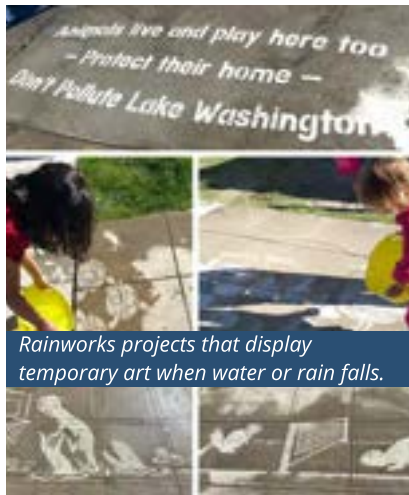 Animals live and play here too
- Protect their home -
Don't Pollute Lake Washington
Rainworks projects that display
temporary art when water or rain falls.